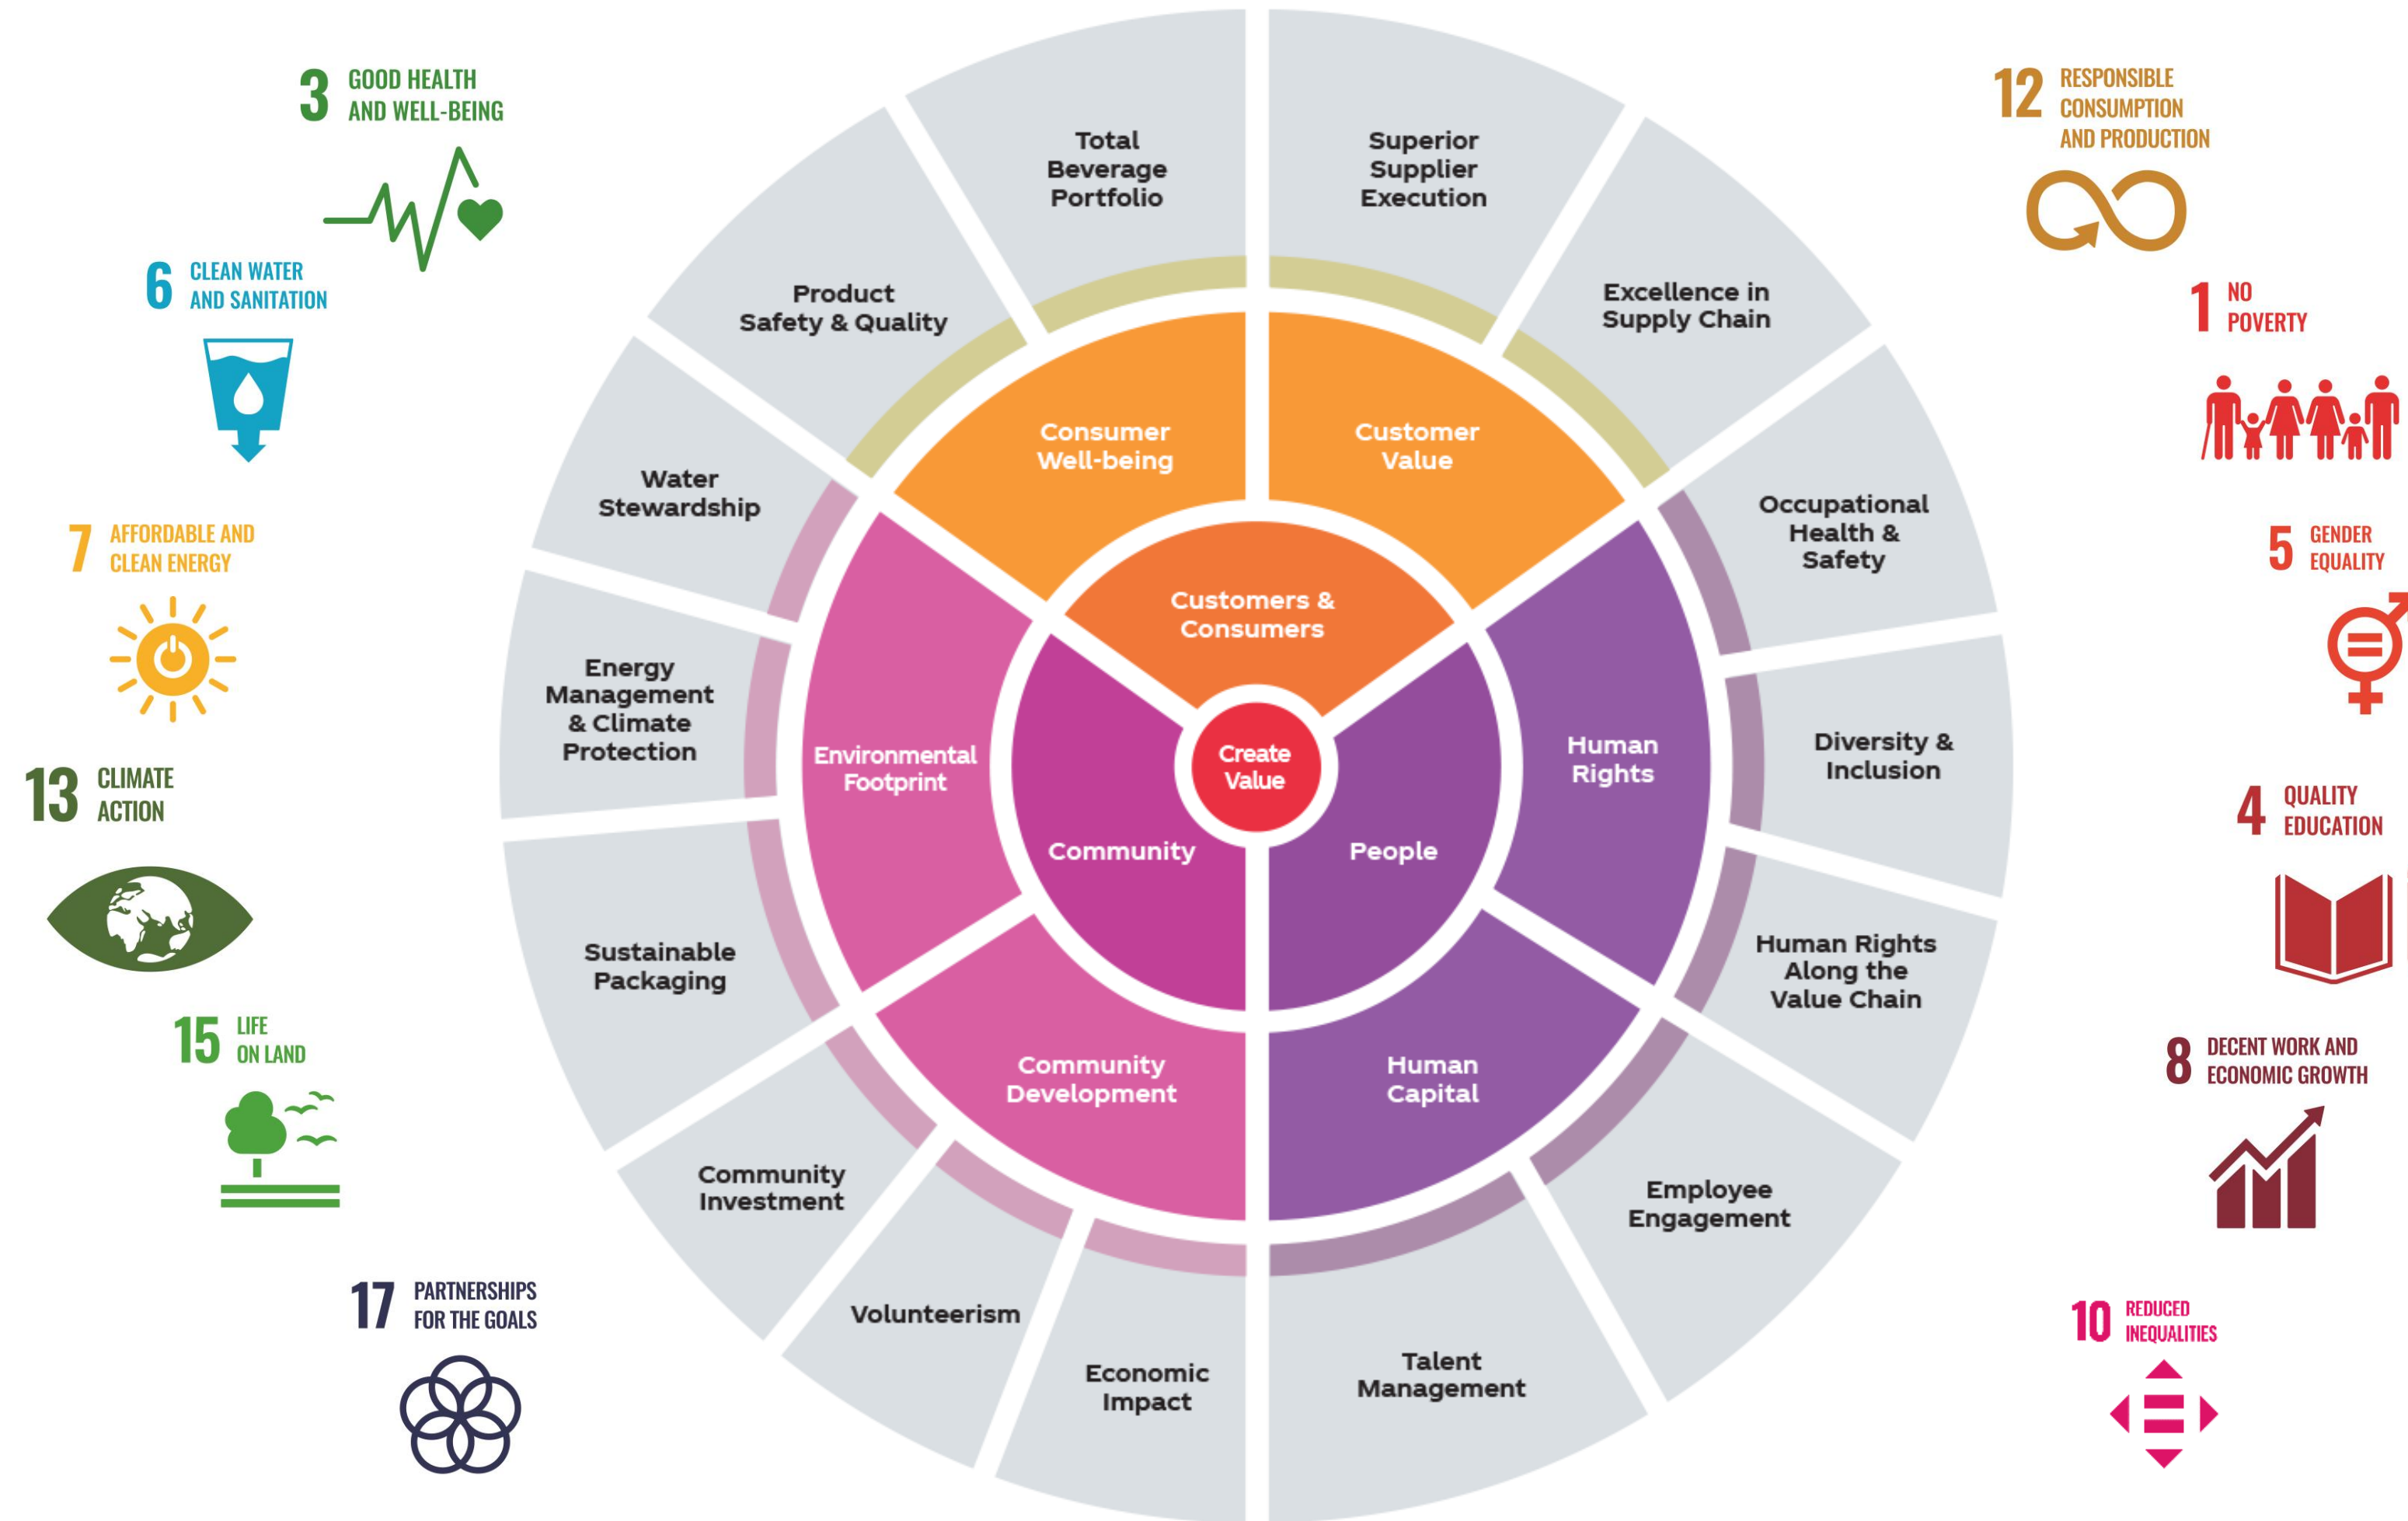 3
GOOD HEALTH
AND WELL-BEING
6
CLEAN WATER
AND SANITATION
7
AFFORDABLE AND
CLEAN ENERGY
13
CLIMATE
ACTION
15
LIFE
ON LAND
17
PARTNERSHIPS
FOR THE GOALS
Total
Beverage
Portfolio
Superior
Supplier
Execution
Product
Safety & Quality
Excellence in
Supply Chain
Water
Stewardship
Consumer
Well-being
Customer
Value
Occupational
Health &
Safety
Energy
Management
& Climate
Protection
Customers &
Consumers
Environmental
Footprint
Create
Value
Human
Rights
Diversity &
Inclusion
Community
People
Sustainable
Packaging
Human Rights
Along the
Value Chain
Community
Development
Human
Capital
Community
Investment
Employee
Engagement
Volunteerism
Economic
Impact
Talent
Management
12
RESPONSIBLE
CONSUMPTION
AND PRODUCTION
1
NO
POVERTY
5
GENDER
EQUALITY
4
QUALITY
EDUCATION
8
DECENT WORK AND
ECONOMIC GROWTH
10
REDUCED
INEQUALITIES